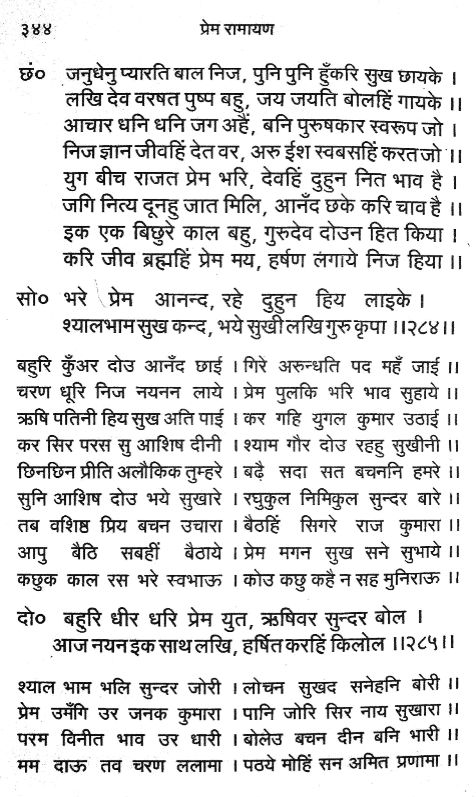 ३४४ प्रेम रामायण
छं० जनुधेनु प्यारति बाल निज, पुनि पुनि हुँकरि सुख छायके ।
लखि देव वरषत पुष्प बहु, जय जयति बोलहिं गायके ।।
आचार धनि धनि जग अहैं, बनि पुरुषकार स्वरूप जो ।
निज ज्ञान जीवहिं देत वर, अरु ईश स्वबसहिं करत जो ।।
युग बीच राजत प्रेम भरि, देवहिं दुहुन नित भाव है ।
जगि नित्य दूनहु जात मिलि, आनँद छके करि चाव है ।।
इक एक बिछुरे काल बहु, गुरुदेव दोउन हित किया ।
करि जीव ब्रह्महिं प्रेम मय, हर्षण लगाये निज हिया ।।
सो० भरे प्रेम आनन्द, रहे दुहुन हिय लाइके ।
श्यालभाम सुख कन्द, भये सुखी लखि गुरु कृपा ।।२८४।।
बहुरि कुँअर दोउ आनँद छाई । गिरे अरुन्धति पद महँ जाई ।।
चरण धूरि निज नयनन लाये । प्रेम पुलकि भरि भाव सुहाये ।।
ऋषि पतिनी हिय सुख अति पाई । कर गहि युगल कुमार उठाई ।।
कर सिर परस सु आशिष दीनी । श्याम गौर दोउ रहहु सुखीनी ।।
छिनछिन प्रीति अलौकिक तुम्हरे । बढ़ै सदा सत बचननि हमरे ।।
सुनि आशिष दोउ भये सुखारे । रघुकुल निमिकुल सुन्दर बारे ।।
तब वशिष्ठ प्रिय बचन उचारा । बैठहिं सिगरे राज कुमारा ।।
आपु बैठि सबहीं बैठाये । प्रेम मगन सुख सने सुभाये ।।
कछुक काल रस भरे स्वभाऊ । कोउ कछु कहै न सह मुनिराऊ ।।
दो० बहुरि धीर धरि प्रेम युत, ऋषिवर सुन्दर बोल ।
आज नयन इक साथ लखि, हर्षित करहिं किलोल ।।२८५।।
श्याल भाम भलि सुन्दर जोरी । लोचन सुखद सनेहनि बोरी ।।
प्रेम उमँगि उर जनक कुमारा । पानि जोरि सिर नाय सुखारा ।।
परम विनीत भाव उर धारी । बोलेउ बचन दीन बनि भारी ।।
मम दाऊ तव चरण ललामा । पठये मोहिं सन अमित प्रणामा ।।